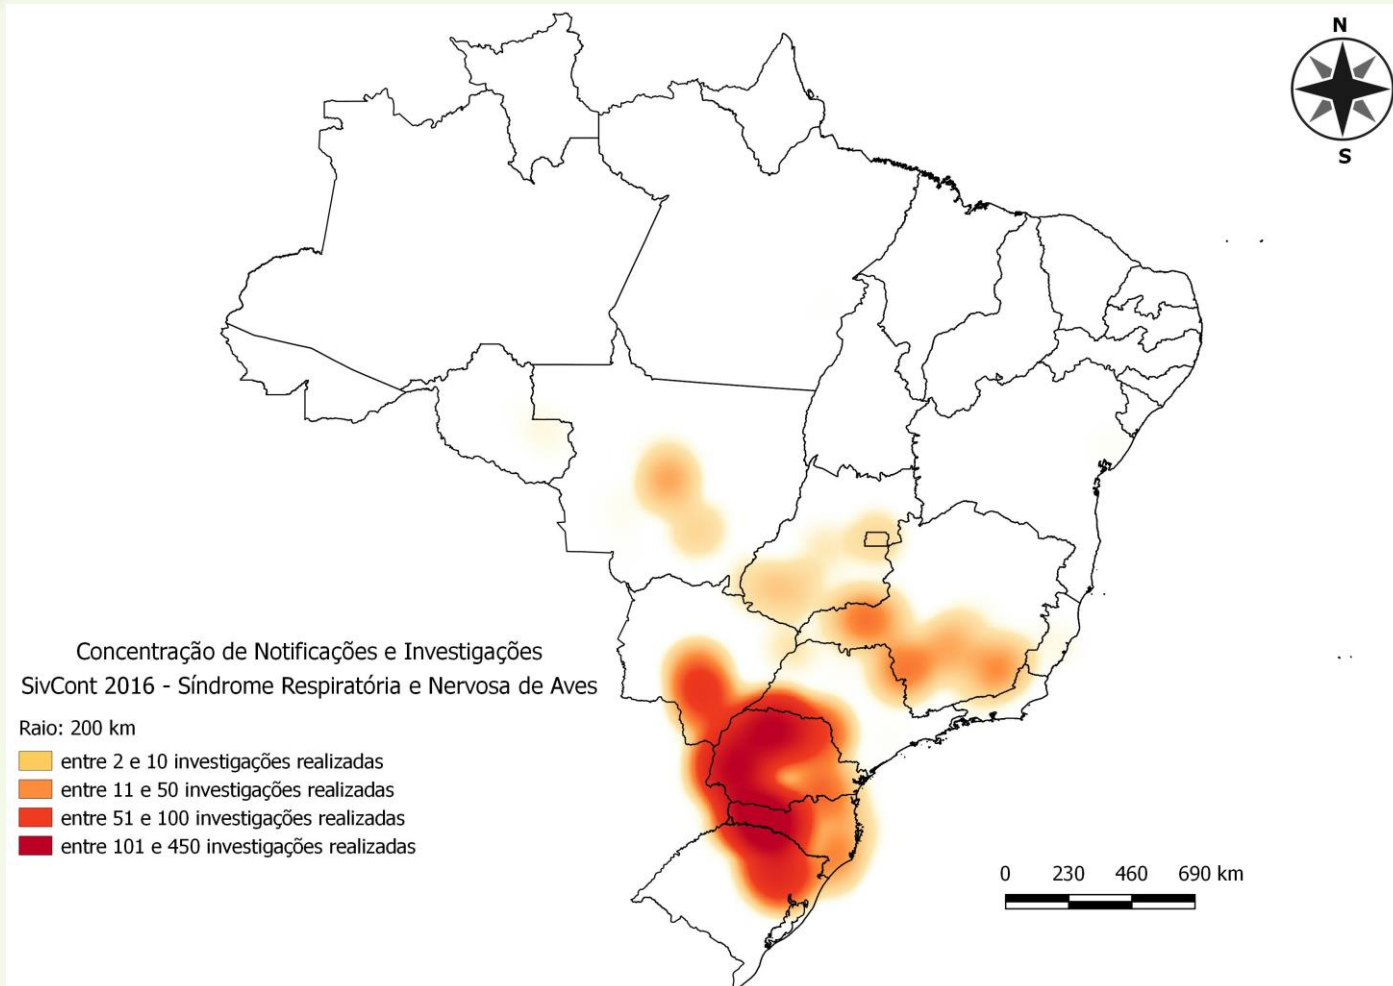 N
S
Concentração de Notificações e Investigações
SivCont 2016 - Síndrome Respiratória e Nervosa de Aves
Raio: 200 km
entre 2 e 10 investigações realizadas
entre 11 e 50 investigações realizadas
entre 51 e 100 investigações realizadas
entre 101 e 450 investigações realizadas
0 230 460 690 km